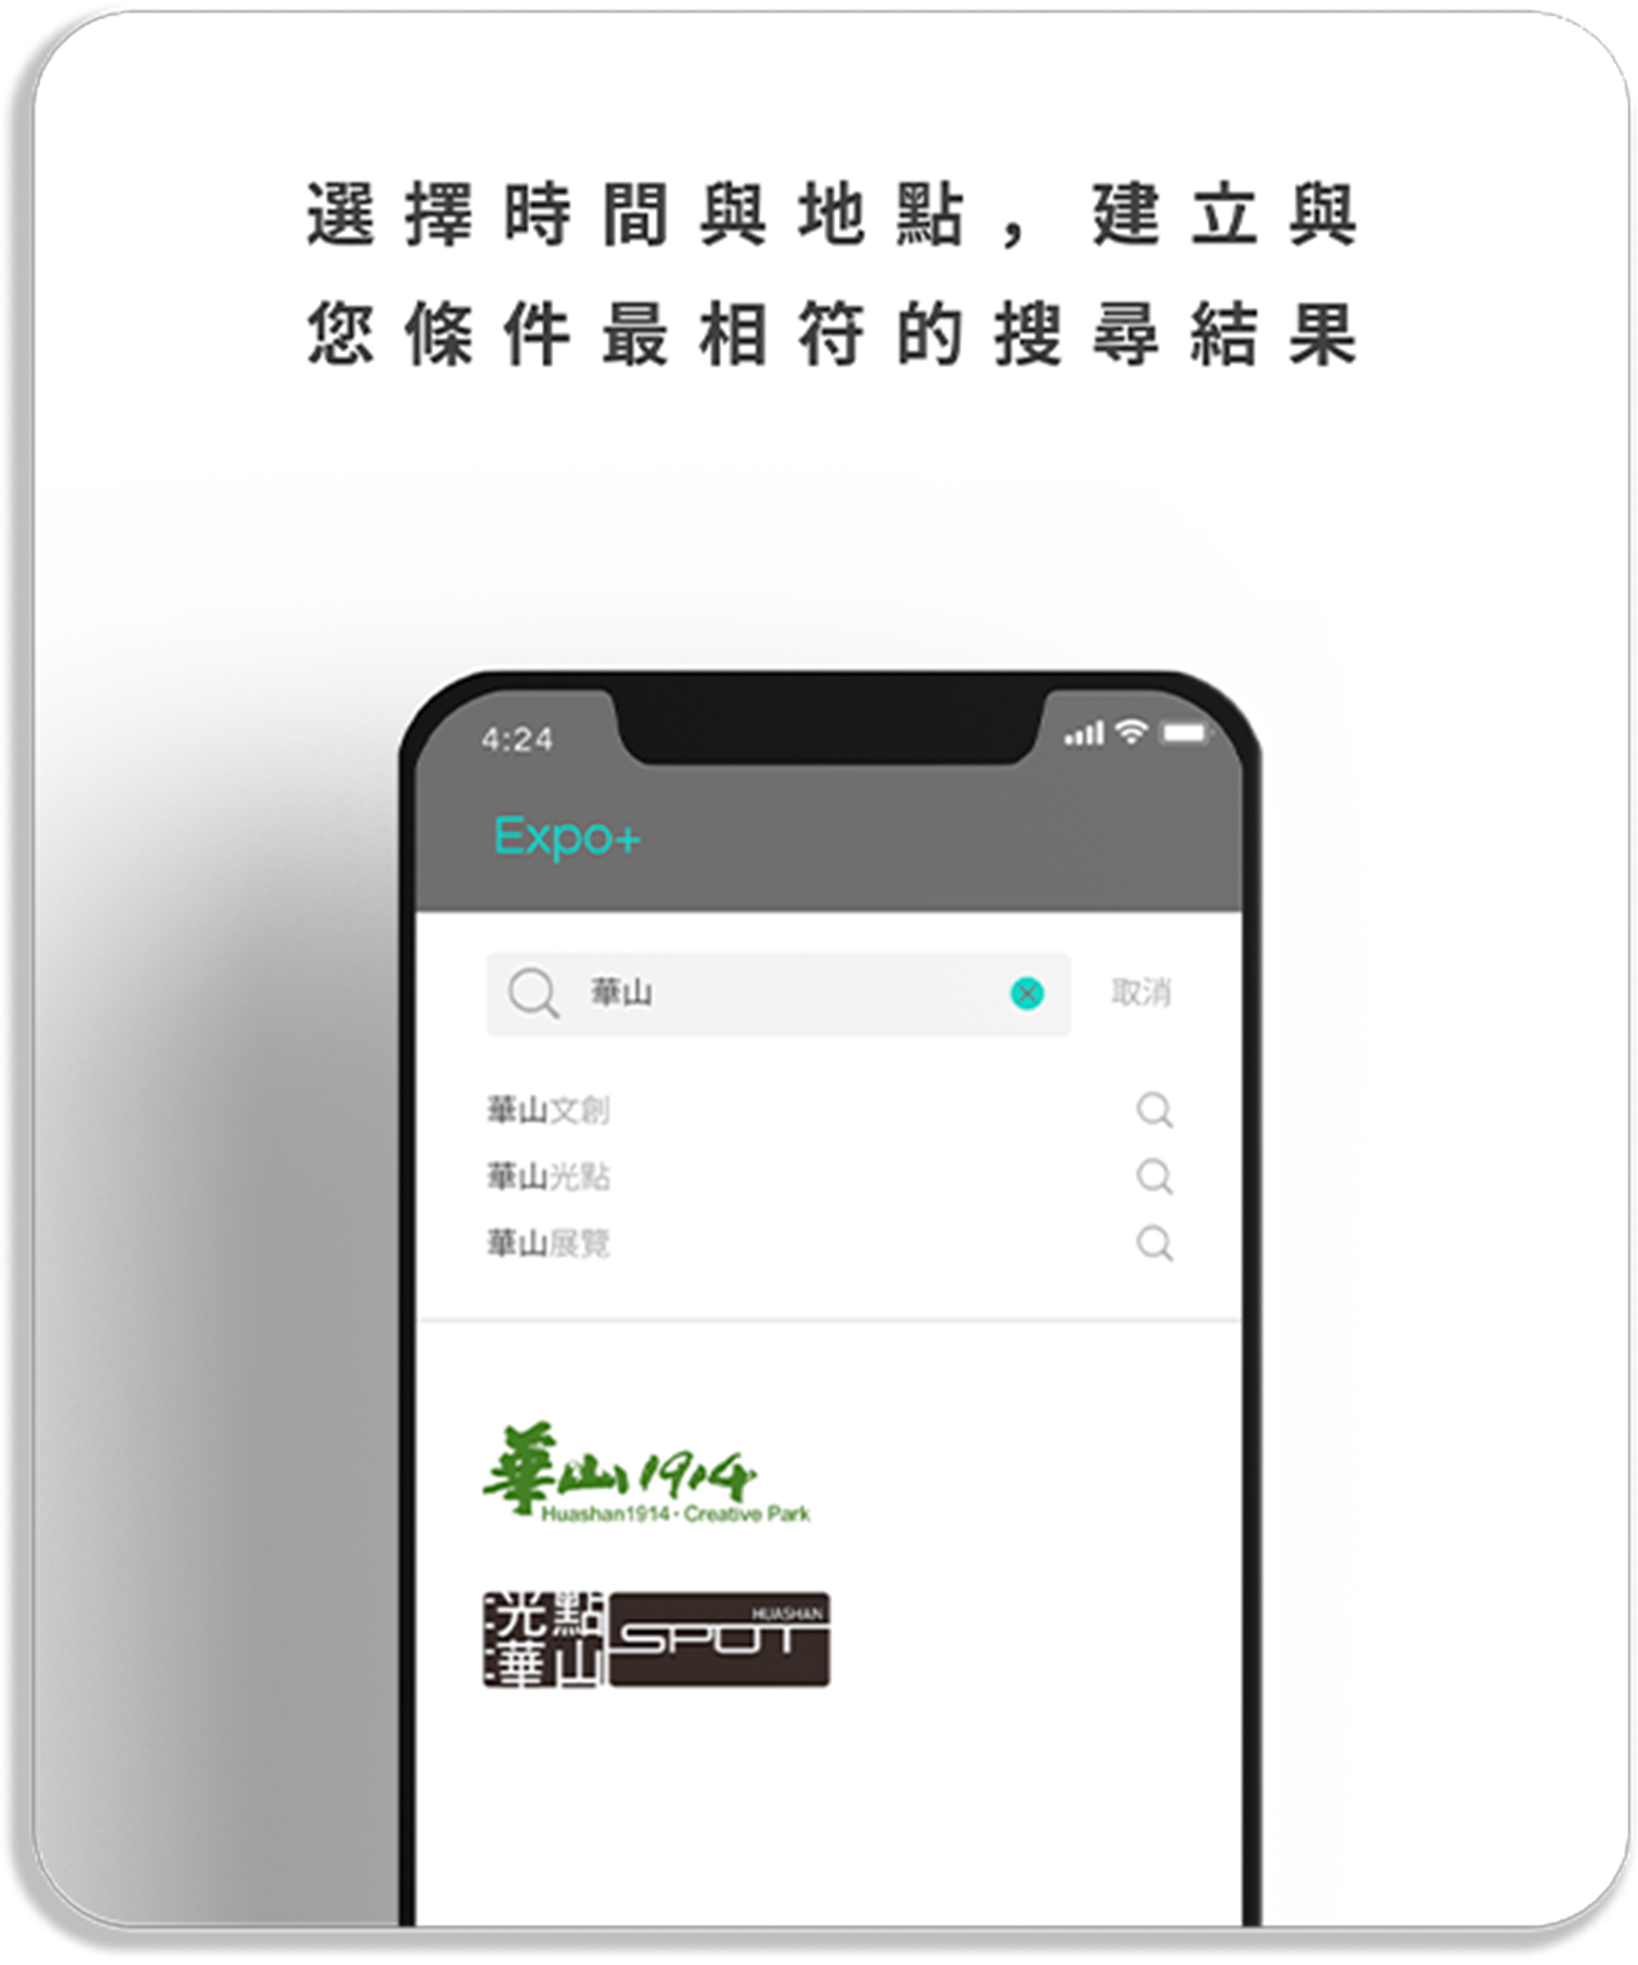 選擇時間與地點，建立與
您條件最相符的搜尋結果
4:24
Expo+
華山
取消
華山文創
華山光點
華山展覽
華山1914
Huashan1914·Creative Park
光點
華山
HUASHAN
SPOT